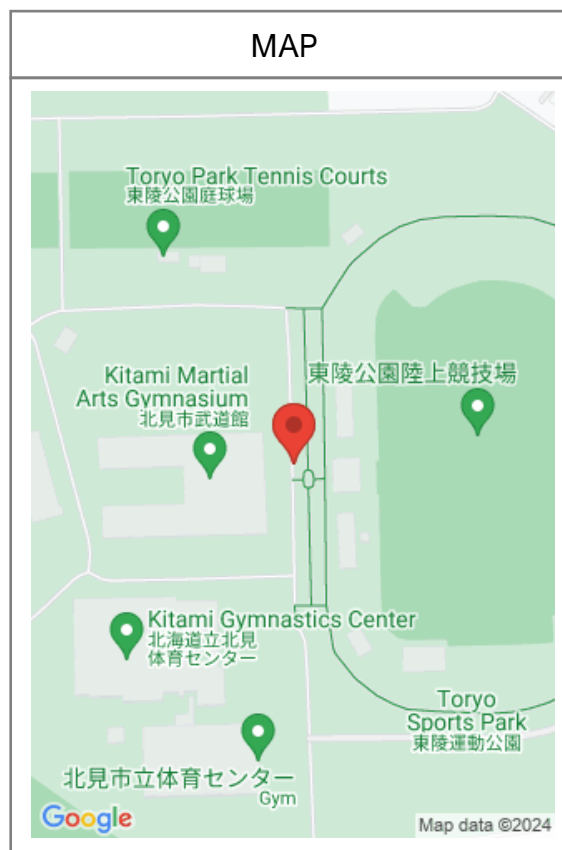 MAP
Toryo Park Tennis Courts
東陵公園庭球場
Kitami Martial
Arts Gymnasium
北見市武道館
東陵公園陸上競技場
Kitami Gymnastics Center
北海道立北見
体育センター
Toryo
Sports Park
東陵運動公園
北見市立体育センター
Gym
Google
Map data ©2024